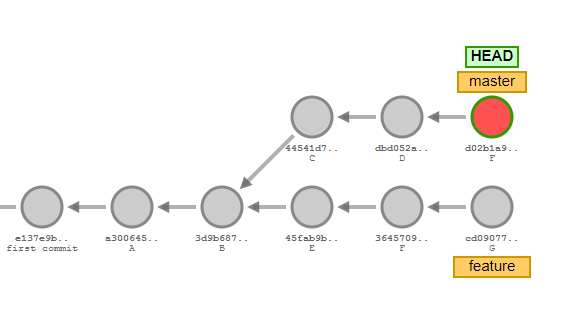 HEAD
master
44541d7.. dbd052a.. d02b1a9..
C D F
e137e9b.. a300645.. 3d9b687.. 45fab9b.. 3645709.. cd09077..
first commit A B E F G
feature